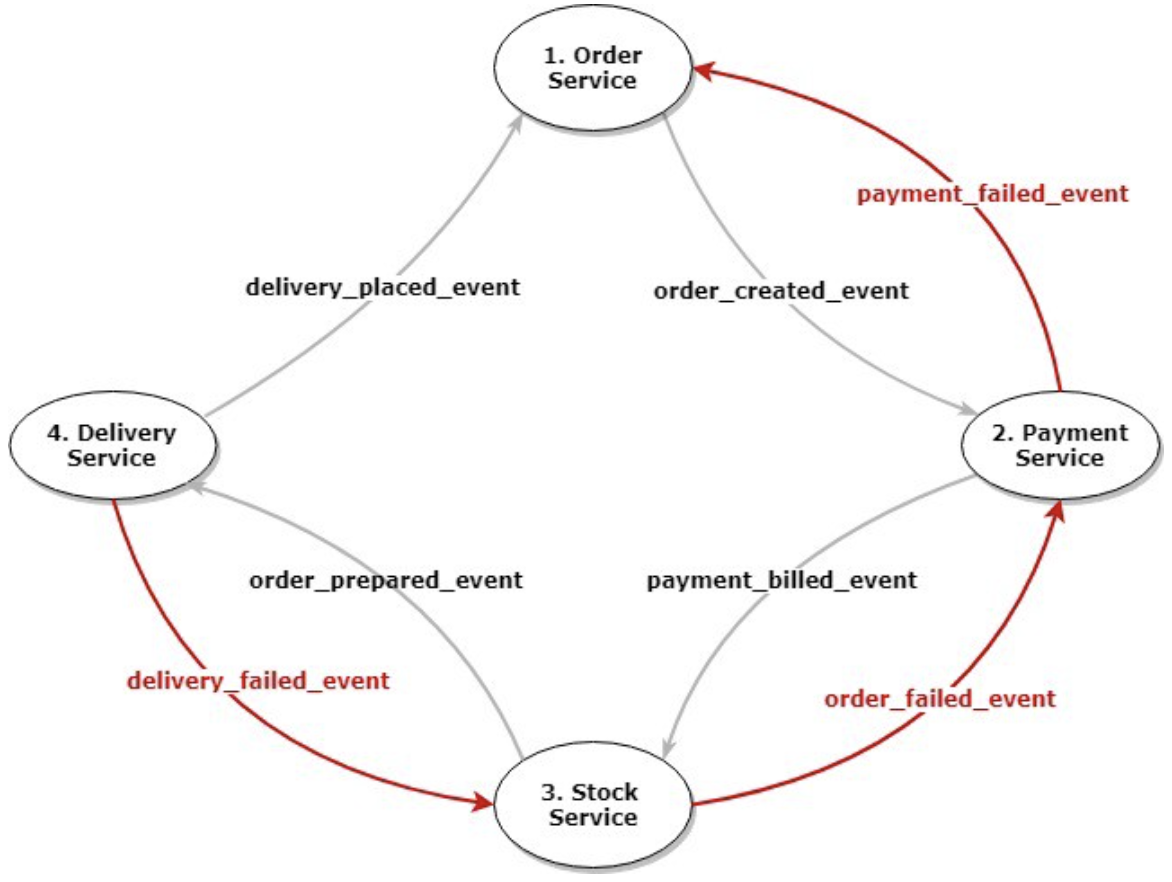 1. Order
Service
payment_failed_event
delivery_placed_event
order_created_event
4. Delivery
Service
2. Payment
Service
order_prepared_event
payment_billed_event
delivery_failed_event
order_failed_event
3. Stock
Service